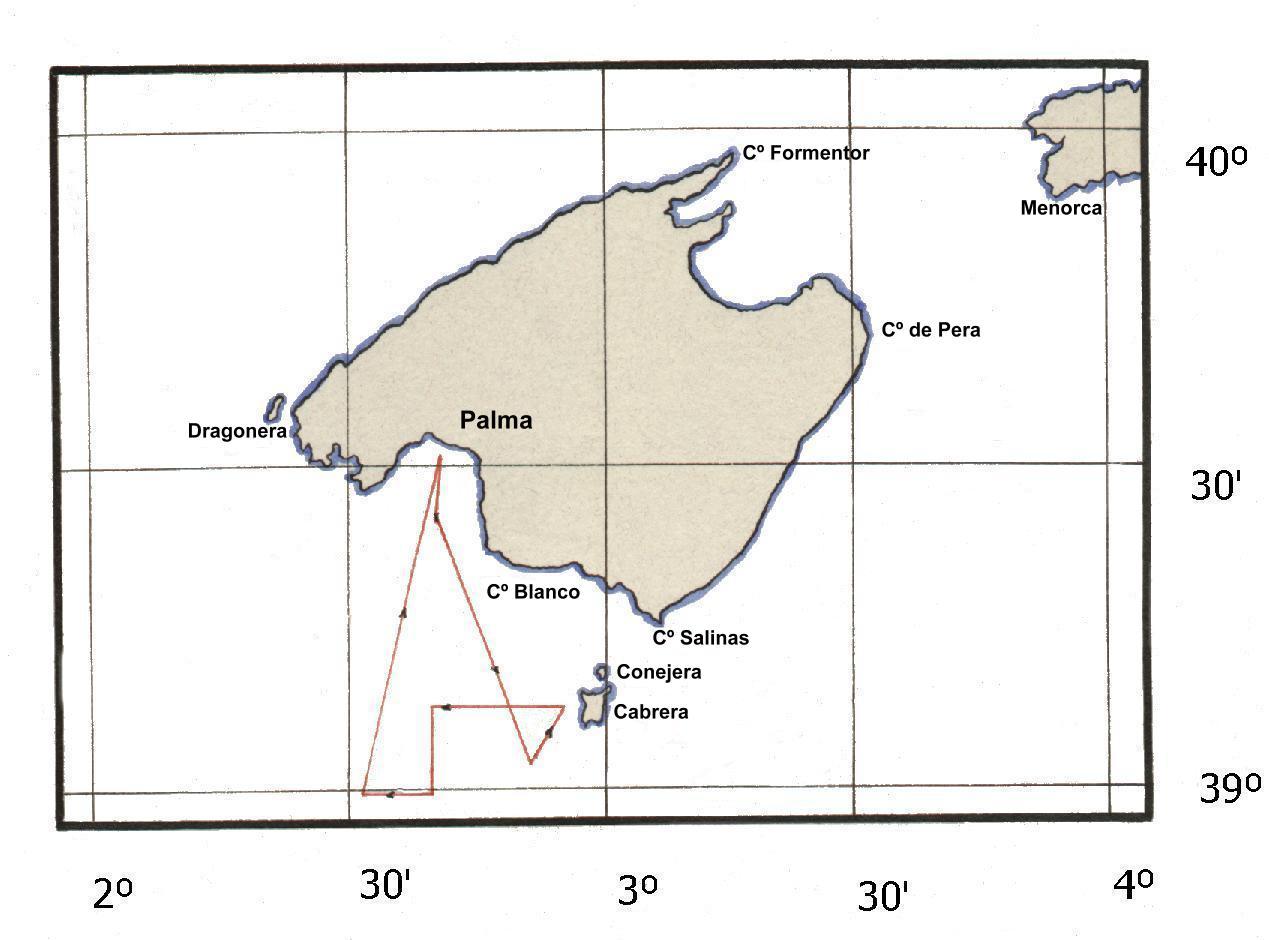 Cº Formentor
40º
Menorca
Cº de Pera
Palma
Dragonera
30'
Cº Blanco
Cº Salinas
Conejera
Cabrera
39º
2º
30'
3º
30'
4º